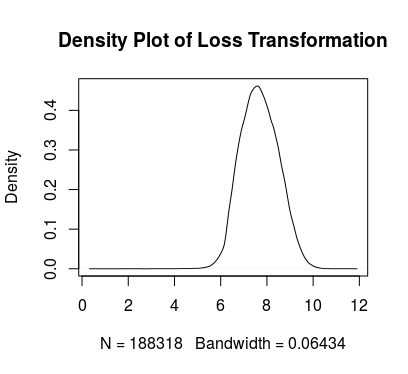 Density Plot of Loss Transformation
Density
0.0 0.1 0.2 0.3 0.4
0 2 4 6 8 10 12
N = 188318 Bandwidth = 0.06434